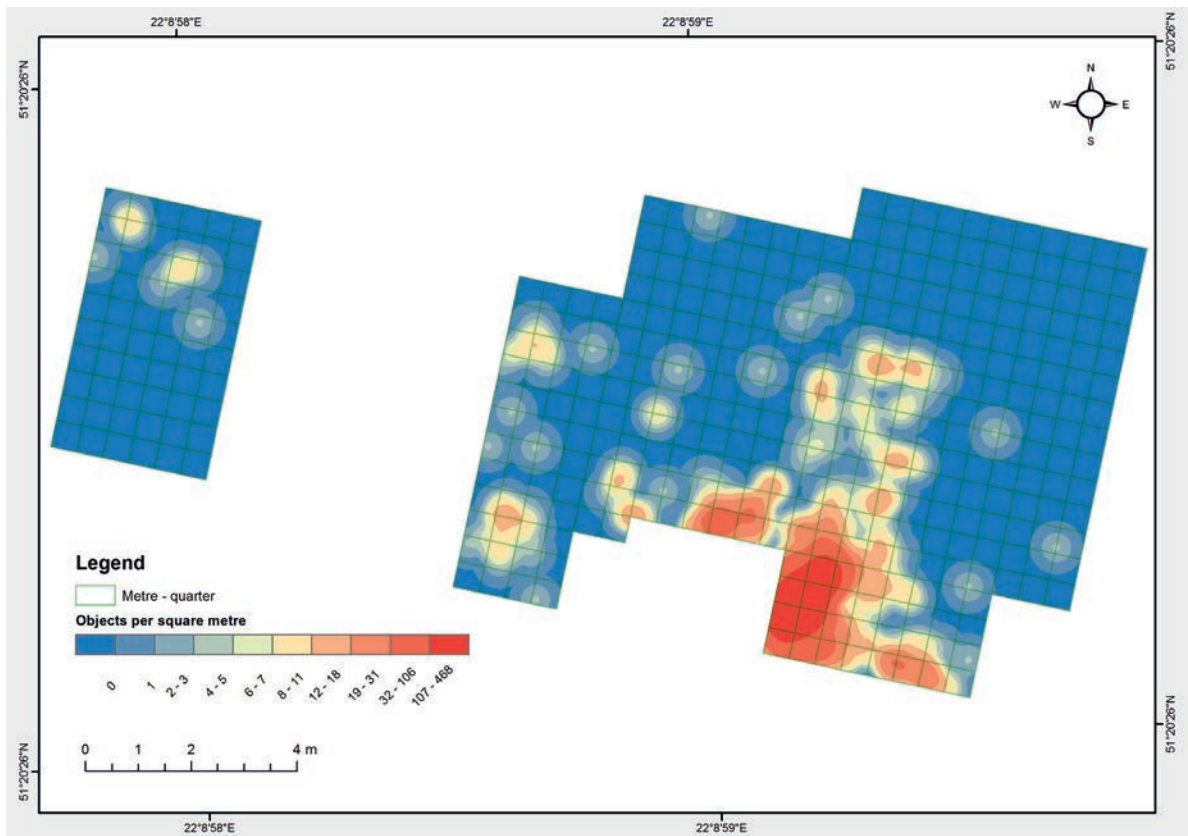 22°8'58"E 22°8'59"E
51°20'26"N 51°20'26"N
N
W E
S
Legend
Metre - quarter
Objects per square metre
0 1 2 - 3 4 - 5 6 - 7 8 - 11 12 - 18 19 - 31 32 - 106 107 - 468
0 1 2 4 m
51°20'26"N 51°20'26"N
22°8'58"E 22°8'59"E